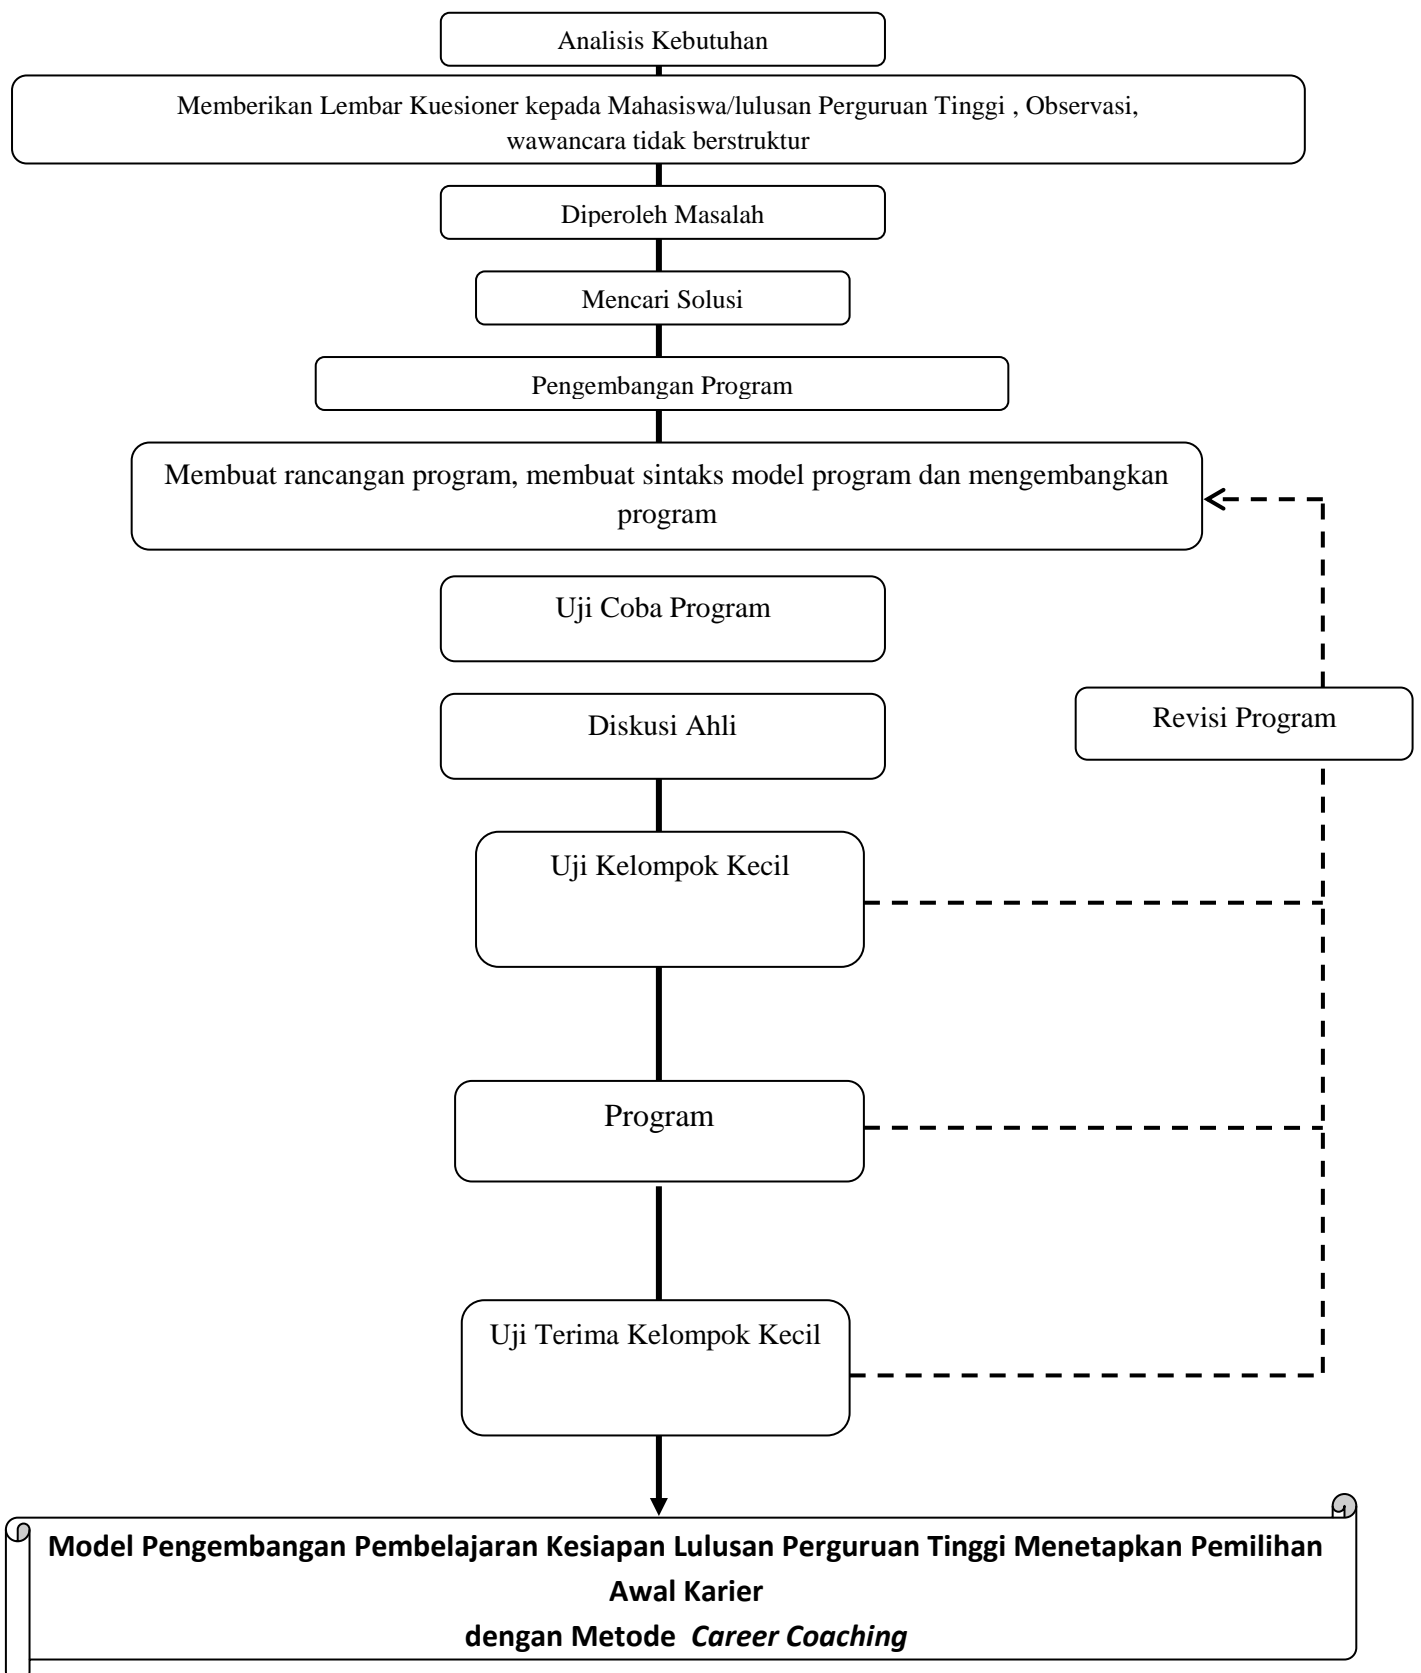 Analisis Kebutuhan
Memberikan Lembar Kuesioner kepada Mahasiswa/lulusan Perguruan Tinggi , Observasi,
wawancara tidak berstruktur
Diperoleh Masalah
Mencari Solusi
Pengembangan Program
Membuat rancangan program, membuat sintaks model program dan mengembangkan
program
Uji Coba Program
Diskusi Ahli
Revisi Program
Uji Kelompok Kecil
Program
Uji Terima Kelompok Kecil
Model Pengembangan Pembelajaran Kesiapan Lulusan Perguruan Tinggi Menetapkan Pemilihan
Awal Karier
dengan Metode Career Coaching